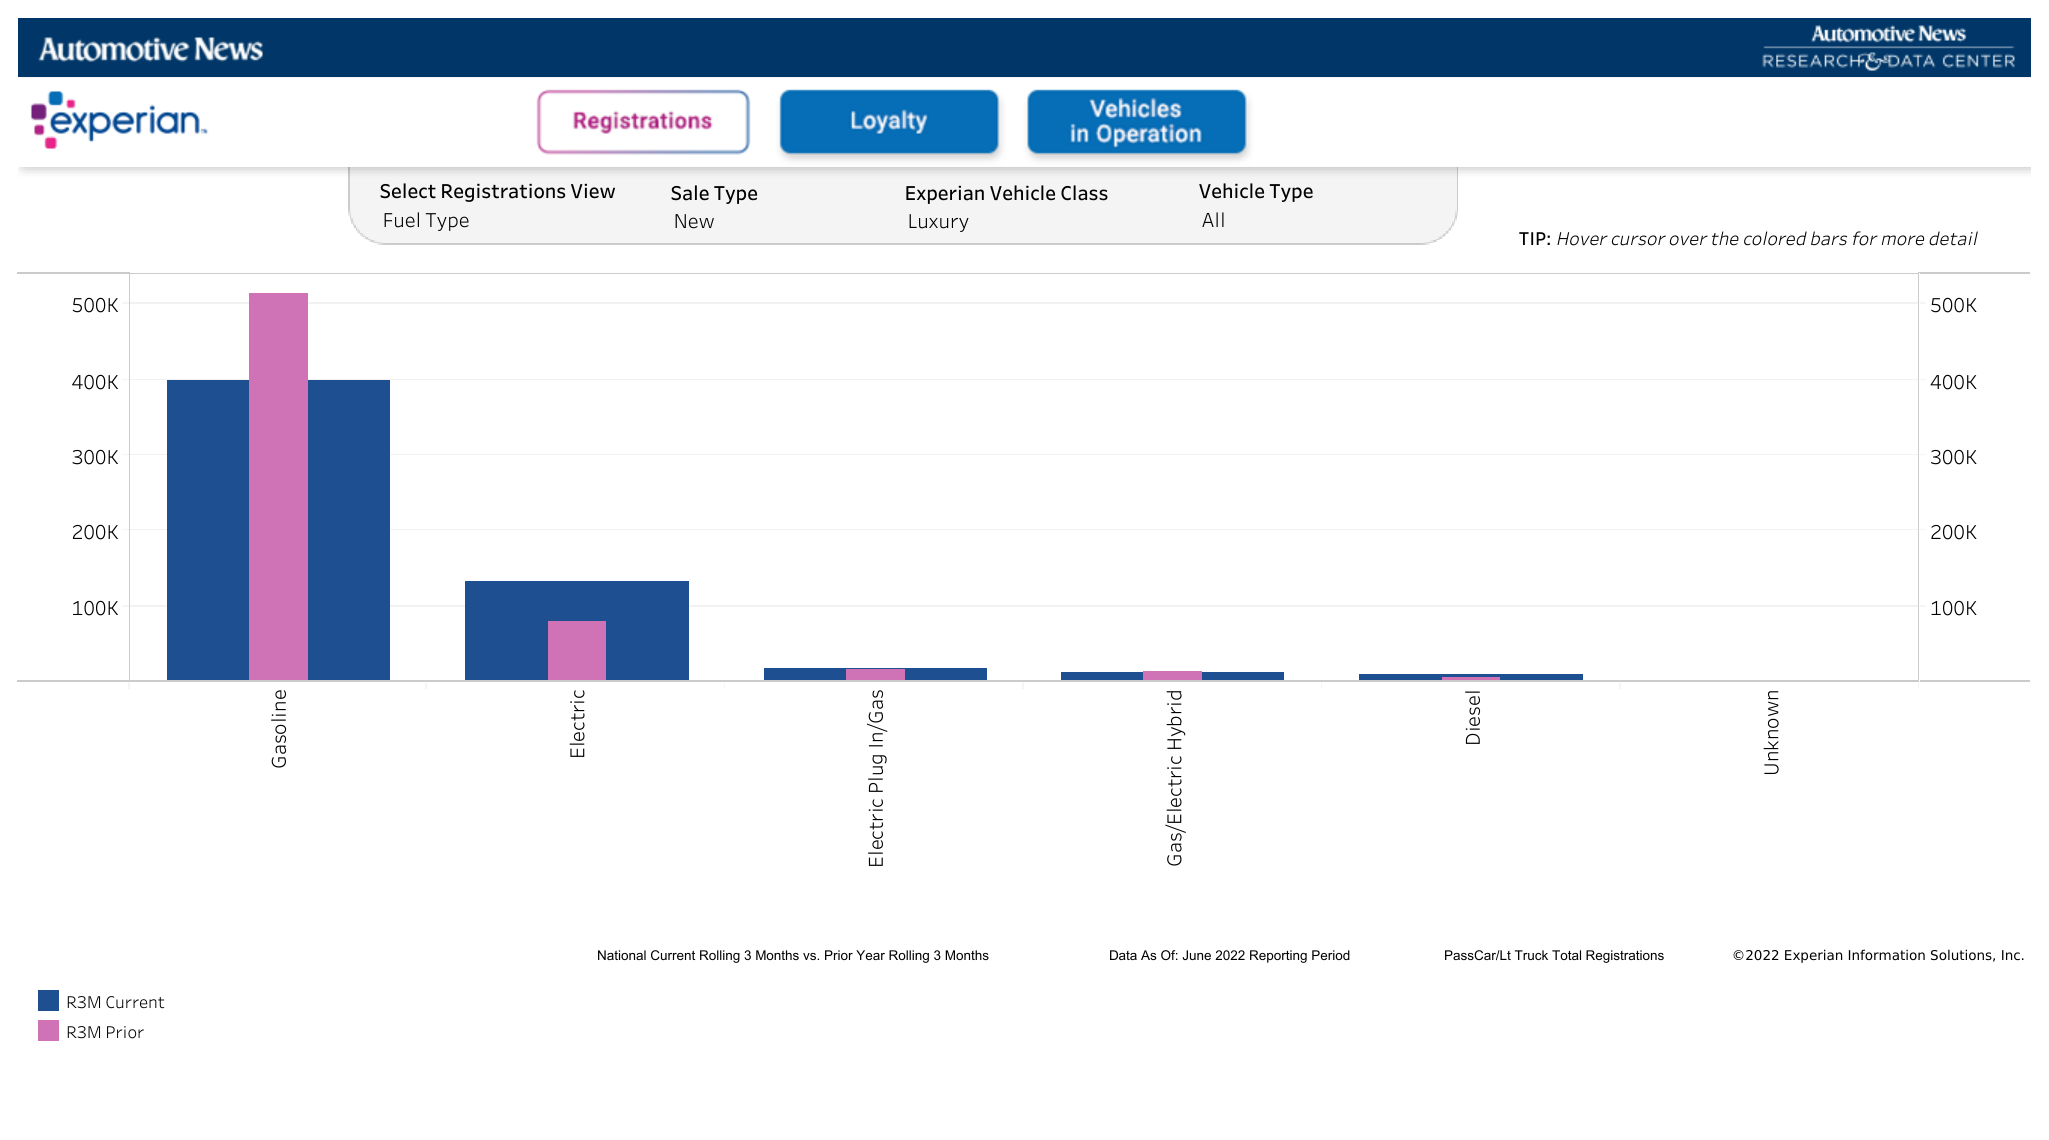 Automotive News
Automotive News
RESEARCH & DATA CENTER
experian™
Registrations
Loyalty
Vehicles
in Operation
Select Registrations View
Sale Type
Experian Vehicle Class
Vehicle Type
Fuel Type
New
Luxury
All
TIP: Hover cursor over the colored bars for more detail
500K
500K
400K
400K
300K
300K
200K
200K
100K
100K
Gasoline
Electric
Electric Plug In/Gas
Gas/Electric Hybrid
Diesel
Unknown
National Current Rolling 3 Months vs. Prior Year Rolling 3 Months
Data As Of: June 2022 Reporting Period
PassCar/Lt Truck Total Registrations
©2022 Experian Information Solutions, Inc.
R3M Current
R3M Prior